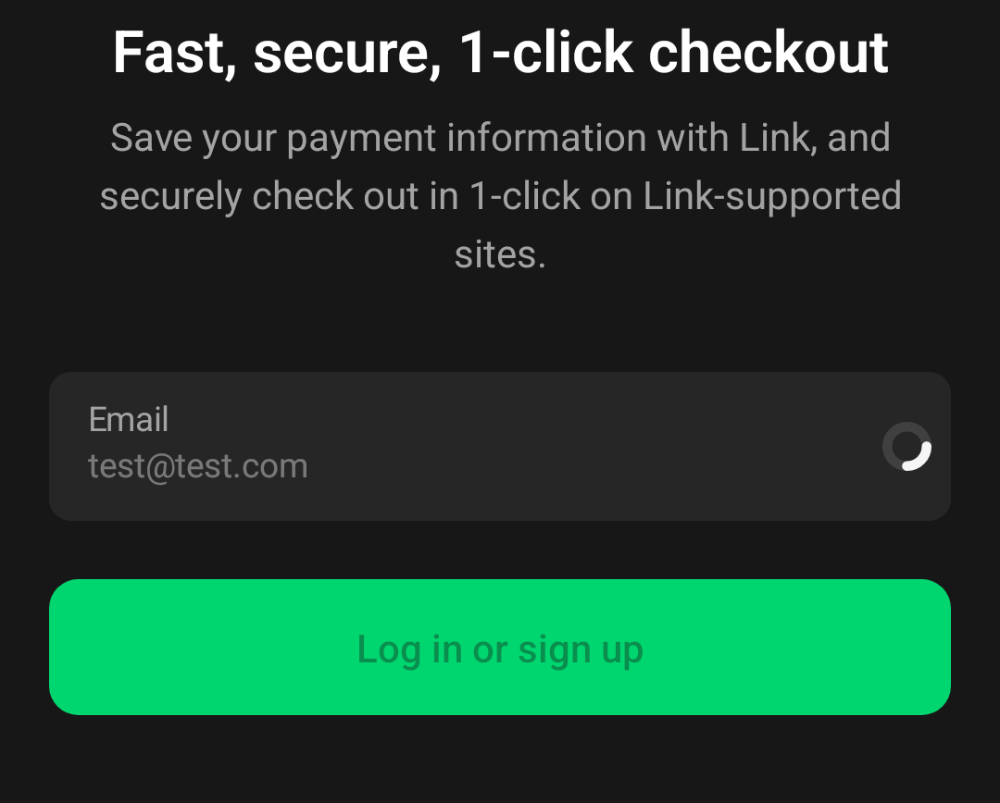 Fast, secure, 1-click checkout
Save your payment information with Link, and
securely check out in 1-click on Link-supported
sites.
Email
test@test.com
Log in or sign up